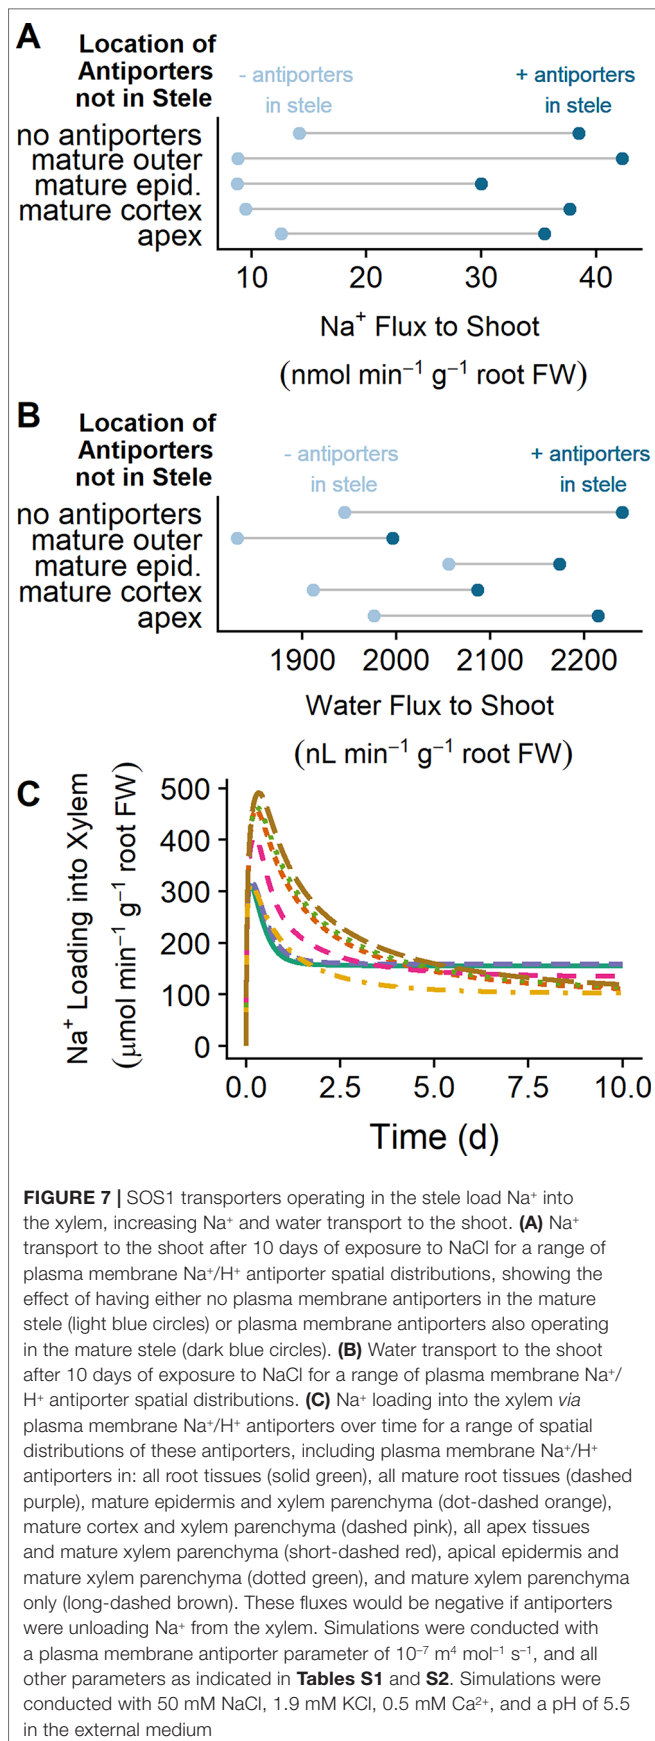 A
Location of
Antiporters
not in Stele
- antiporters
in stele
+ antiporters
in stele
no antiporters
mature outer
mature epid.
mature cortex
apex
10 20 30 40
Na⁺ Flux to Shoot
(nmol min⁻¹ g⁻¹ root FW)
B
Location of
Antiporters
not in Stele
- antiporters
in stele
+ antiporters
in stele
no antiporters
mature outer
mature epid.
mature cortex
apex
1900 2000 2100 2200
Water Flux to Shoot
(nL min⁻¹ g⁻¹ root FW)
C
Na⁺ Loading into Xylem
(μmol min⁻¹ g⁻¹ root FW)
500
400
300
200
100
0
0.0 2.5 5.0 7.5 10.0
Time (d)
FIGURE 7 | SOS1 transporters operating in the stele load Na⁺ into
the xylem, increasing Na⁺ and water transport to the shoot. (A) Na⁺
transport to the shoot after 10 days of exposure to NaCl for a range of
plasma membrane Na⁺/H⁺ antiporter spatial distributions, showing the
effect of having either no plasma membrane antiporters in the mature
stele (light blue circles) or plasma membrane antiporters also operating
in the mature stele (dark blue circles). (B) Water transport to the shoot
after 10 days of exposure to NaCl for a range of plasma membrane Na⁺/
H⁺ antiporter spatial distributions. (C) Na⁺ loading into the xylem via
plasma membrane Na⁺/H⁺ antiporters over time for a range of spatial
distributions of these antiporters, including plasma membrane Na⁺/H⁺
antiporters in: all root tissues (solid green), all mature root tissues (dashed
purple), mature epidermis and xylem parenchyma (dot-dashed orange),
mature cortex and xylem parenchyma (dashed pink), all apex tissues
and mature xylem parenchyma (short-dashed red), apical epidermis and
mature xylem parenchyma (dotted green), and mature xylem parenchyma
only (long-dashed brown). These fluxes would be negative if antiporters
were unloading Na⁺ from the xylem. Simulations were conducted with
a plasma membrane antiporter parameter of 10⁻⁷ m⁴ mol⁻¹ s⁻¹, and all
other parameters as indicated in Tables S1 and S2. Simulations were
conducted with 50 mM NaCl, 1.9 mM KCl, 0.5 mM Ca²⁺, and a pH of 5.5
in the external medium